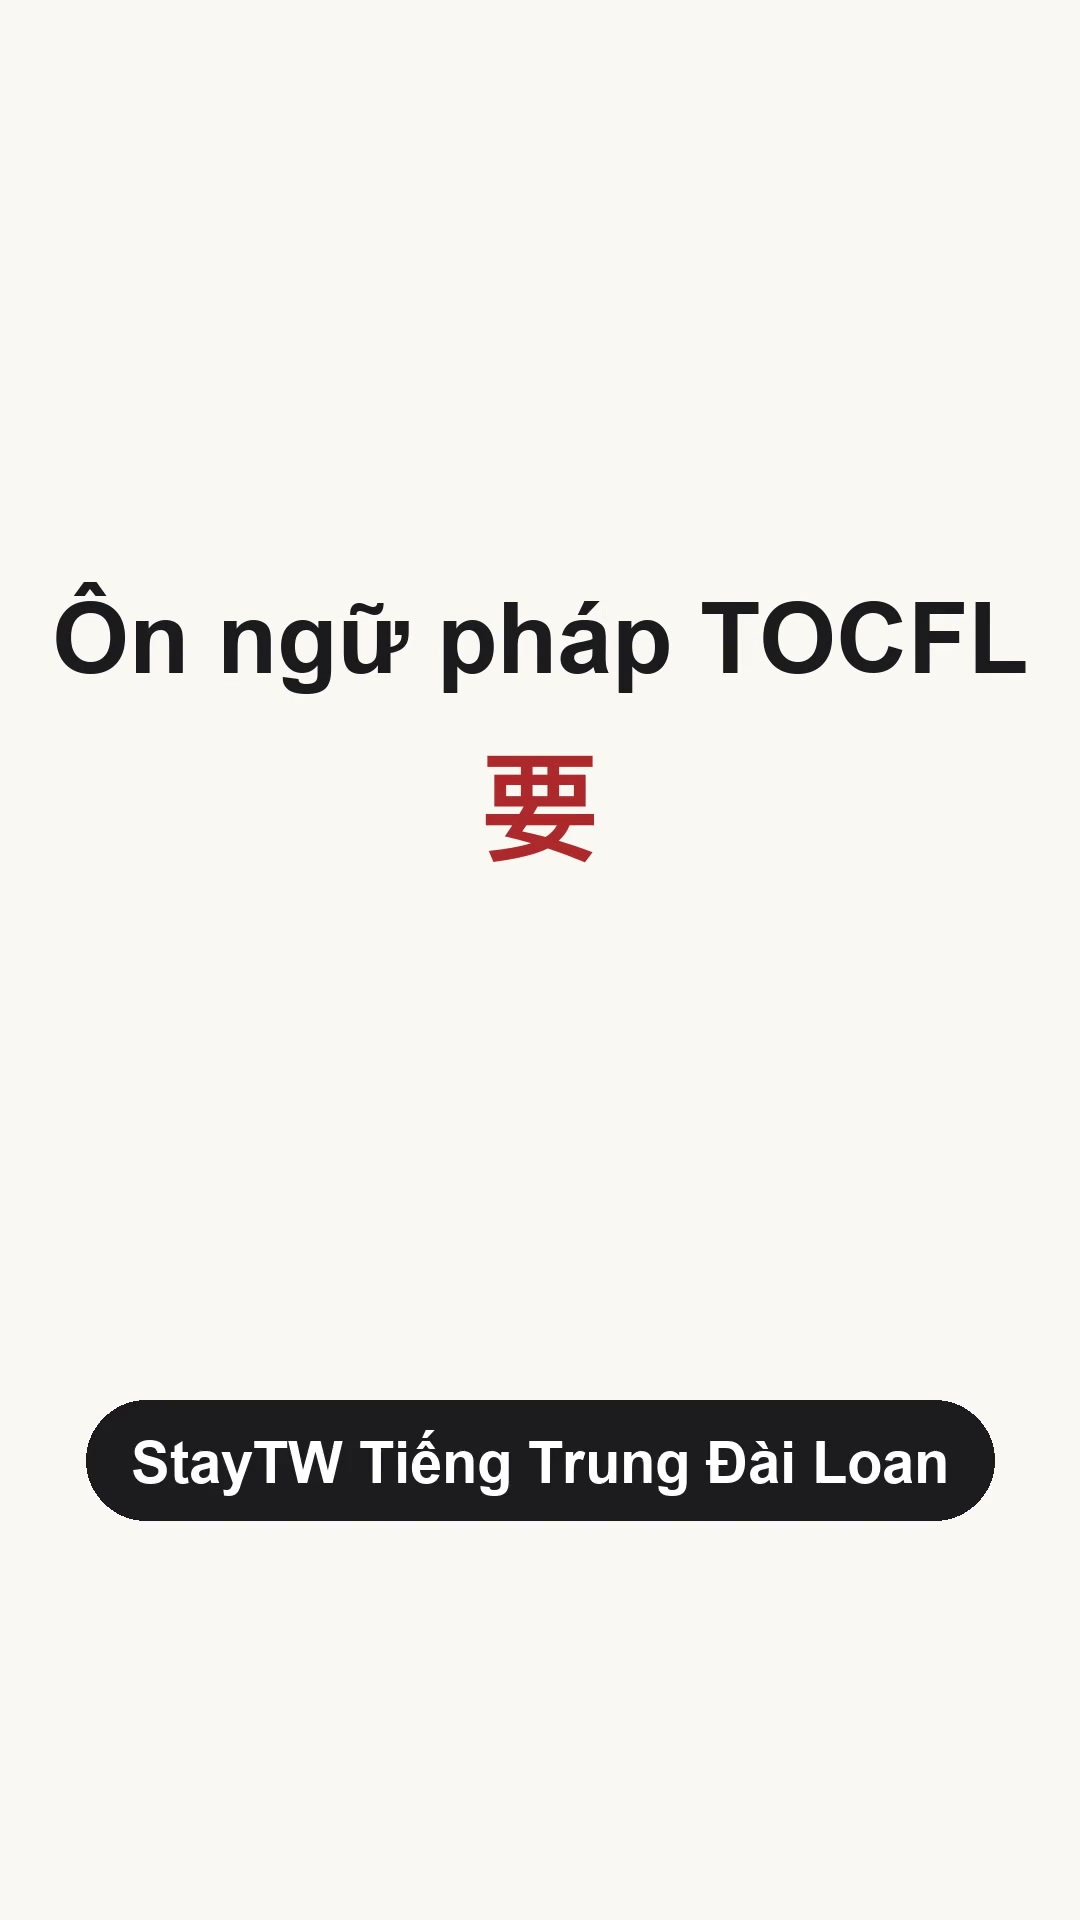 Ôn ngữ pháp TOCFL
要
StayTW Tiếng Trung Đài Loan